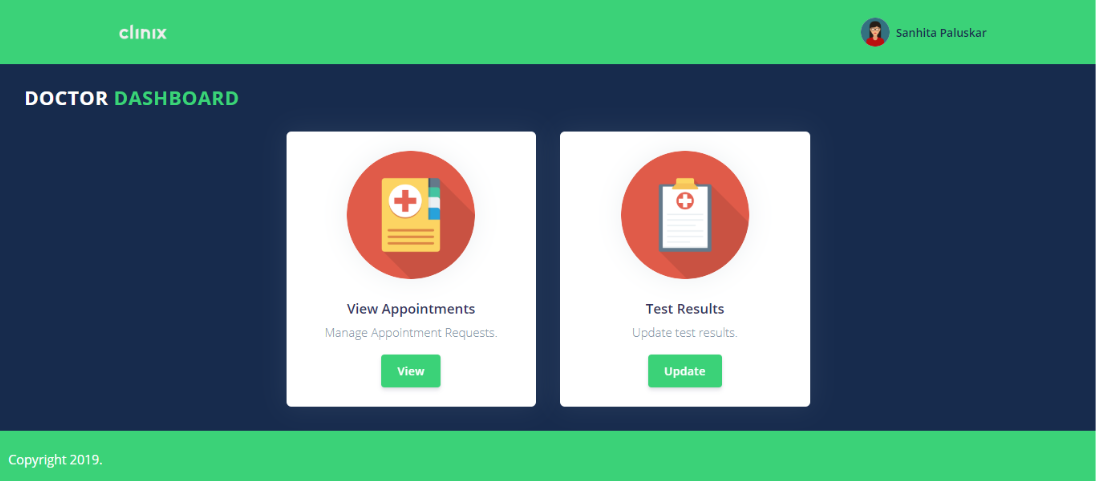 clinix
Sanhita Paluskar
DOCTOR DASHBOARD
View Appointments
Manage Appointment Requests.
View
Test Results
Update test results.
Update
Copyright 2019.